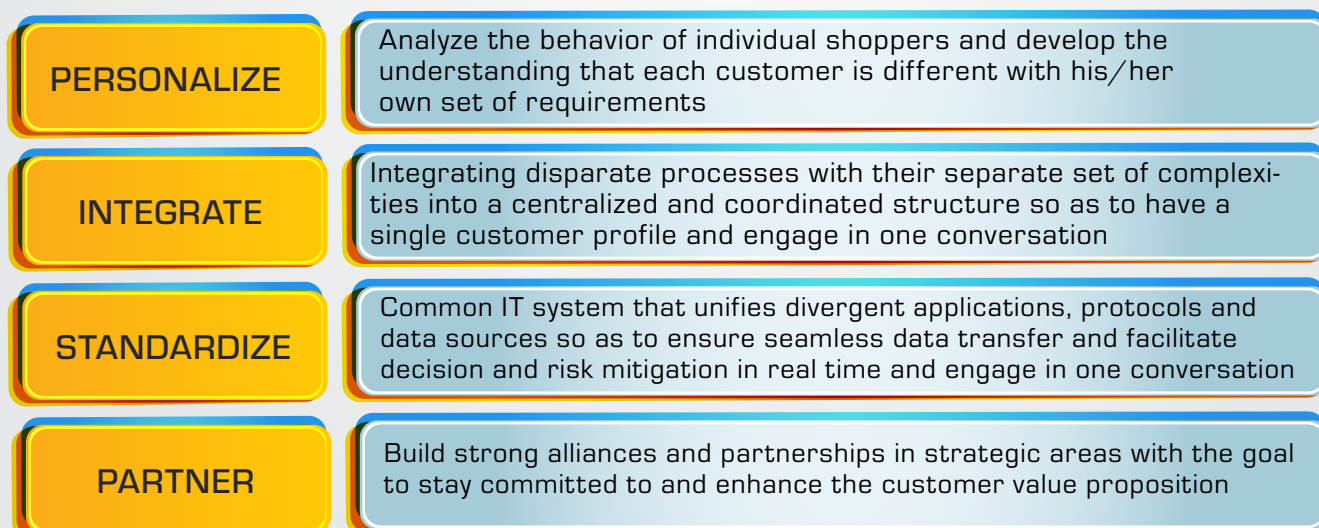 PERSONALIZE
Analyze the behavior of individual shoppers and develop the
understanding that each customer is different with his/her
own set of requirements
INTEGRATE
Integrating disparate processes with their separate set of complexi-
ties into a centralized and coordinated structure so as to have a
single customer profile and engage in one conversation
STANDARDIZE
Common IT system that unifies divergent applications, protocols and
data sources so as to ensure seamless data transfer and facilitate
decision and risk mitigation in real time and engage in one conversation
PARTNER
Build strong alliances and partnerships in strategic areas with the goal
to stay committed to and enhance the customer value proposition